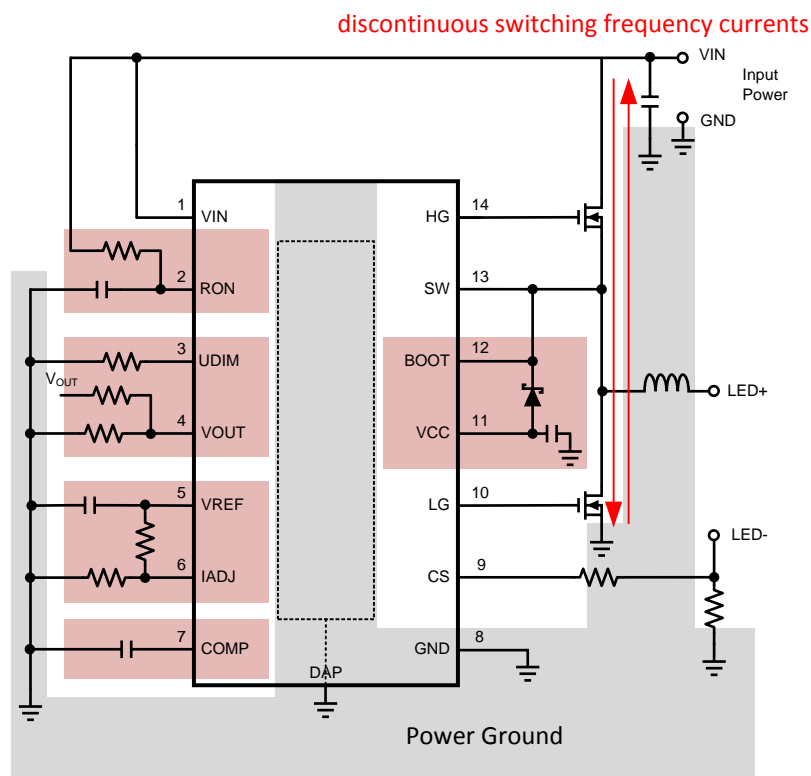 discontinuous switching frequency currents
VIN
Input
Power
GND
1
VIN
HG
14
2
RON
SW
13
3
UDIM
BOOT
12
VOUT
4
VOUT
VCC
11
5
VREF
LG
10
LED+
6
IADJ
CS
9
LED-
7
COMP
GND
8
DAP
Power Ground